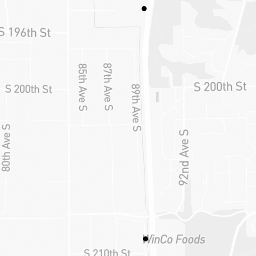 S 196th St
85th Ave S
87th Ave S
89th Ave S
S 200th St
S 200th St
80th Ave S
92nd Ave S
WinCo Foods
S 210th St